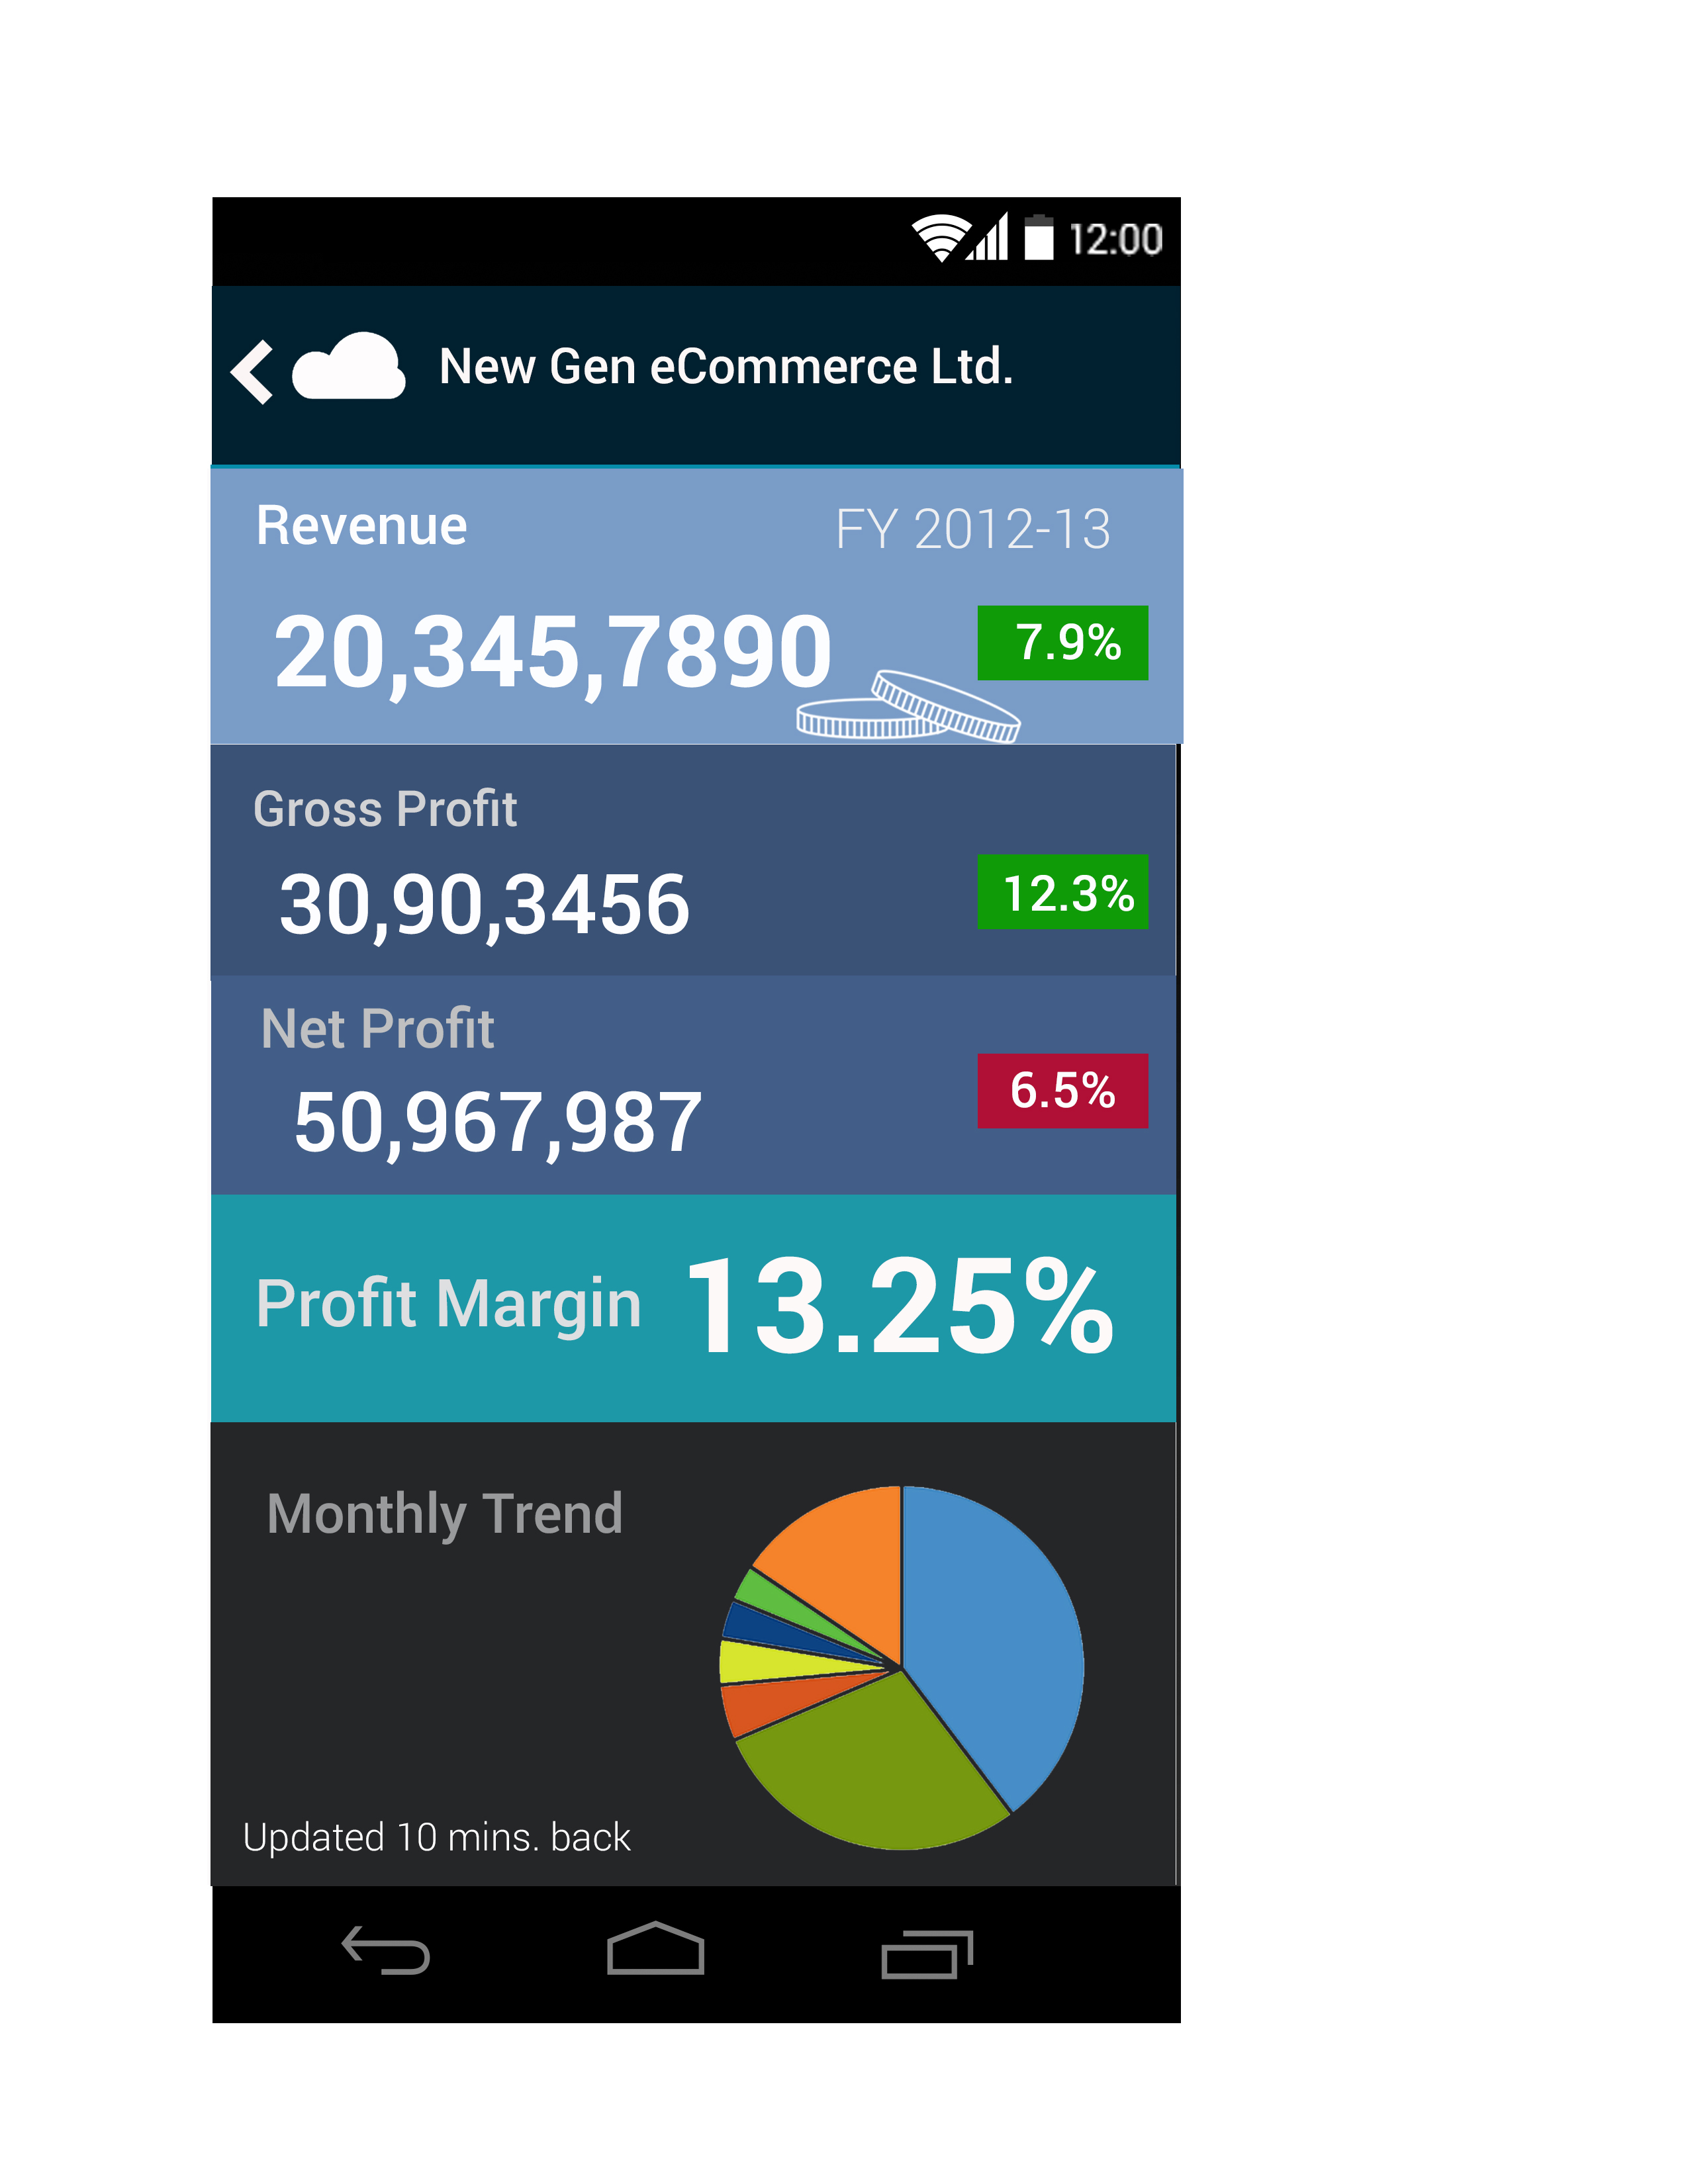 12:00
New Gen eCommerce Ltd.
Revenue FY 2012-13
20,345,7890 7.9%
Gross Profit
30,90,3456 12.3%
Net Profit
50,967,987 6.5%
Profit Margin 13.25%
Monthly Trend
Updated 10 mins. back